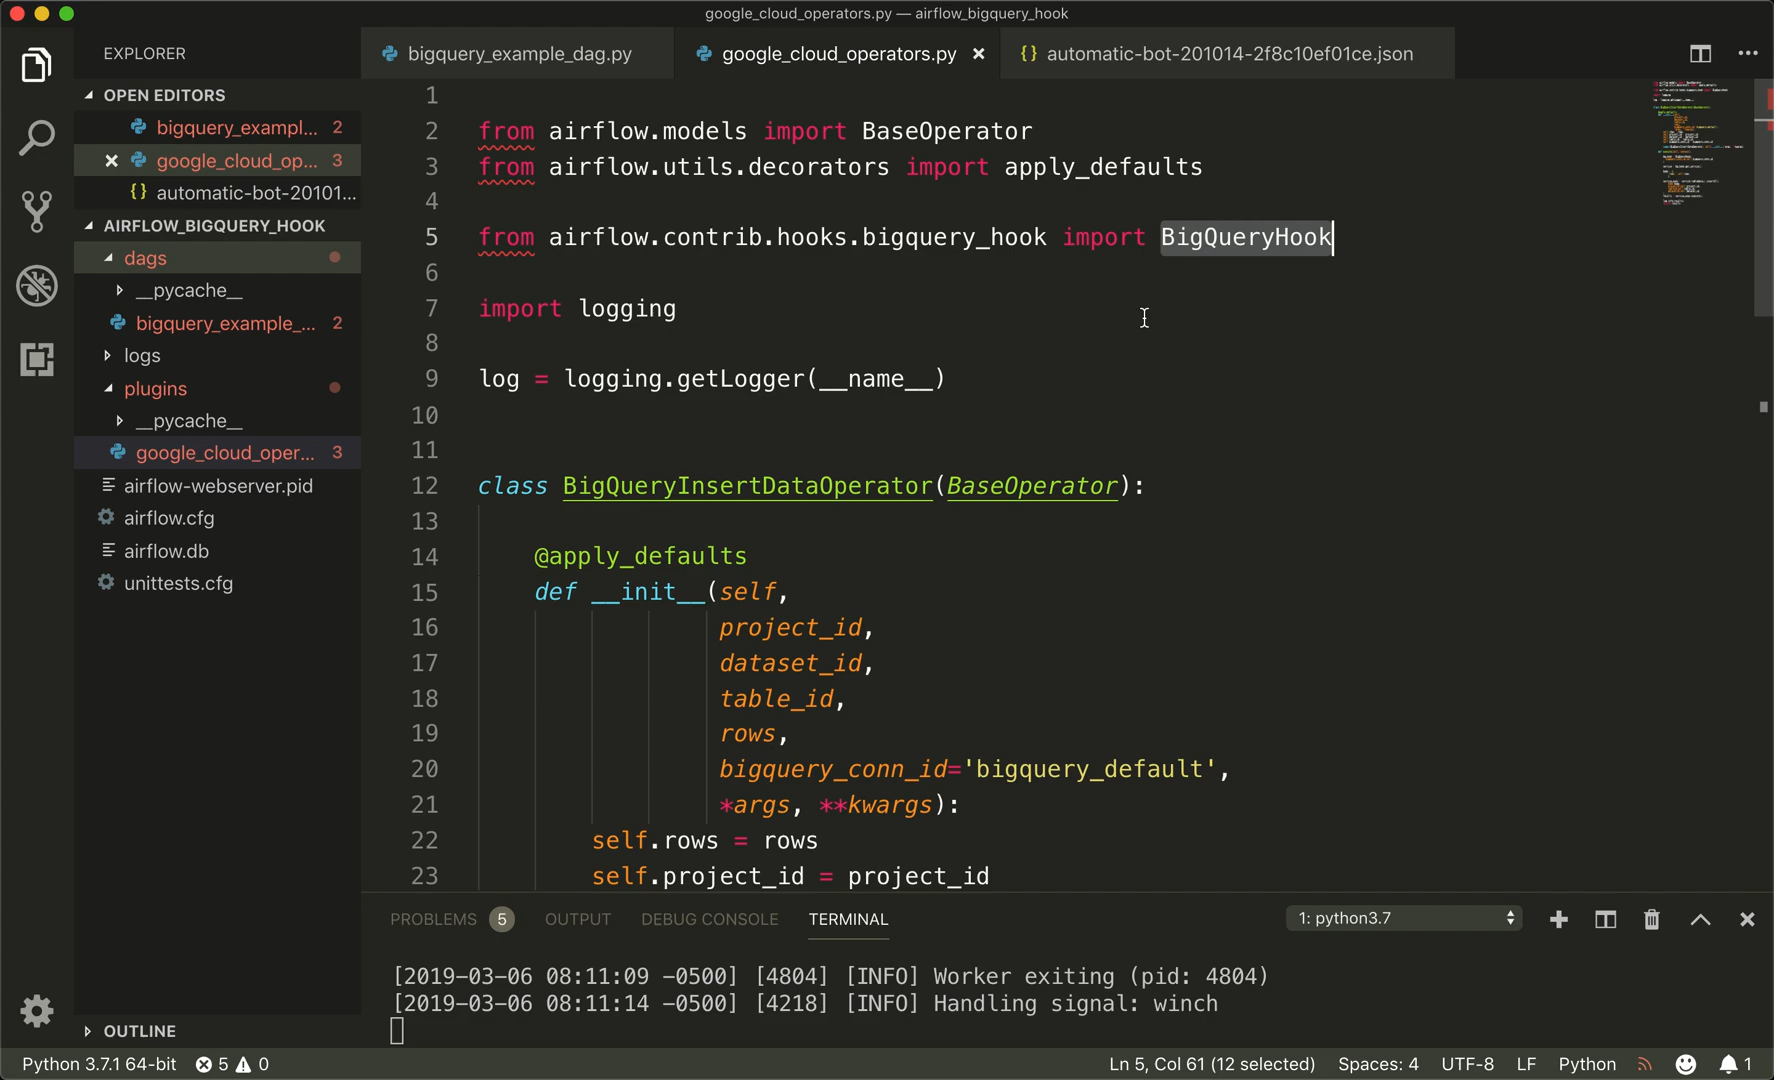 google_cloud_operators.py — airflow_bigquery_hook
EXPLORER
bigquery_example_dag.py
google_cloud_operators.py
{} automatic-bot-201014-2f8c10ef01ce.json
OPEN EDITORS
bigquery_exampl... 2
google_cloud_op... 3
{} automatic-bot-20101...
AIRFLOW_BIGQUERY_HOOK
dags
__pycache__
bigquery_example_... 2
logs
plugins
__pycache__
google_cloud_oper... 3
airflow-webserver.pid
airflow.cfg
airflow.db
unittests.cfg
OUTLINE
1
2 from airflow.models import BaseOperator
3 from airflow.utils.decorators import apply_defaults
4
5 from airflow.contrib.hooks.bigquery_hook import BigQueryHook
6
7 import logging
8
9 log = logging.getLogger(__name__)
10
11
12 class BigQueryInsertDataOperator(BaseOperator):
13
14 @apply_defaults
15 def __init__(self,
16 project_id,
17 dataset_id,
18 table_id,
19 rows,
20 bigquery_conn_id='bigquery_default',
21 *args, **kwargs):
22 self.rows = rows
23 self.project_id = project_id
PROBLEMS 5 OUTPUT DEBUG CONSOLE TERMINAL 1: python3.7
[2019-03-06 08:11:09 -0500] [4804] [INFO] Worker exiting (pid: 4804)
[2019-03-06 08:11:14 -0500] [4218] [INFO] Handling signal: winch
Python 3.7.1 64-bit 5 0 Ln 5, Col 61 (12 selected) Spaces: 4 UTF-8 LF Python 1